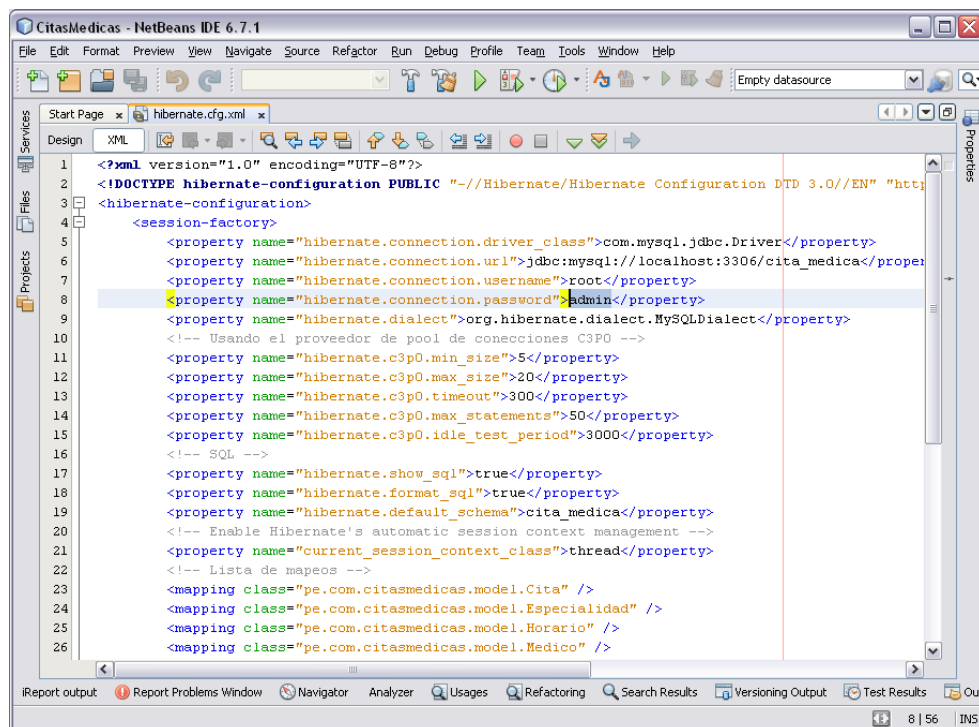 CitasMedicas - NetBeans IDE 6.7.1
File Edit Format Preview View Navigate Source Refactor Run Debug Profile Team Tools Window Help
Empty datasource
Start Page hibernate.cfg.xml
Design XML
Services
Files
Projects
Properties
1 <?xml version="1.0" encoding="UTF-8"?>
2 <!DOCTYPE hibernate-configuration PUBLIC "-//Hibernate/Hibernate Configuration DTD 3.0//EN" "http
3 <hibernate-configuration>
4 <session-factory>
5 <property name="hibernate.connection.driver_class">com.mysql.jdbc.Driver</property>
6 <property name="hibernate.connection.url">jdbc:mysql://localhost:3306/cita_medica</proper
7 <property name="hibernate.connection.username">root</property>
8 <property name="hibernate.connection.password">admin</property>
9 <property name="hibernate.dialect">org.hibernate.dialect.MySQLDialect</property>
10 <!-- Usando el proveedor de pool de conecciones C3P0 -->
11 <property name="hibernate.c3p0.min_size">5</property>
12 <property name="hibernate.c3p0.max_size">20</property>
13 <property name="hibernate.c3p0.timeout">300</property>
14 <property name="hibernate.c3p0.max_statements">50</property>
15 <property name="hibernate.c3p0.idle_test_period">3000</property>
16 <!-- SQL -->
17 <property name="hibernate.show_sql">true</property>
18 <property name="hibernate.format_sql">true</property>
19 <property name="hibernate.default_schema">cita_medica</property>
20 <!-- Enable Hibernate's automatic session context management -->
21 <property name="current_session_context_class">thread</property>
22 <!-- Lista de mapeos -->
23 <mapping class="pe.com.citasmedicas.model.Cita" />
24 <mapping class="pe.com.citasmedicas.model.Especialidad" />
25 <mapping class="pe.com.citasmedicas.model.Horario" />
26 <mapping class="pe.com.citasmedicas.model.Medico" />
iReport output Report Problems Window Navigator Analyzer Usages Refactoring Search Results Versioning Output Test Results Ou
8 | 56 INS